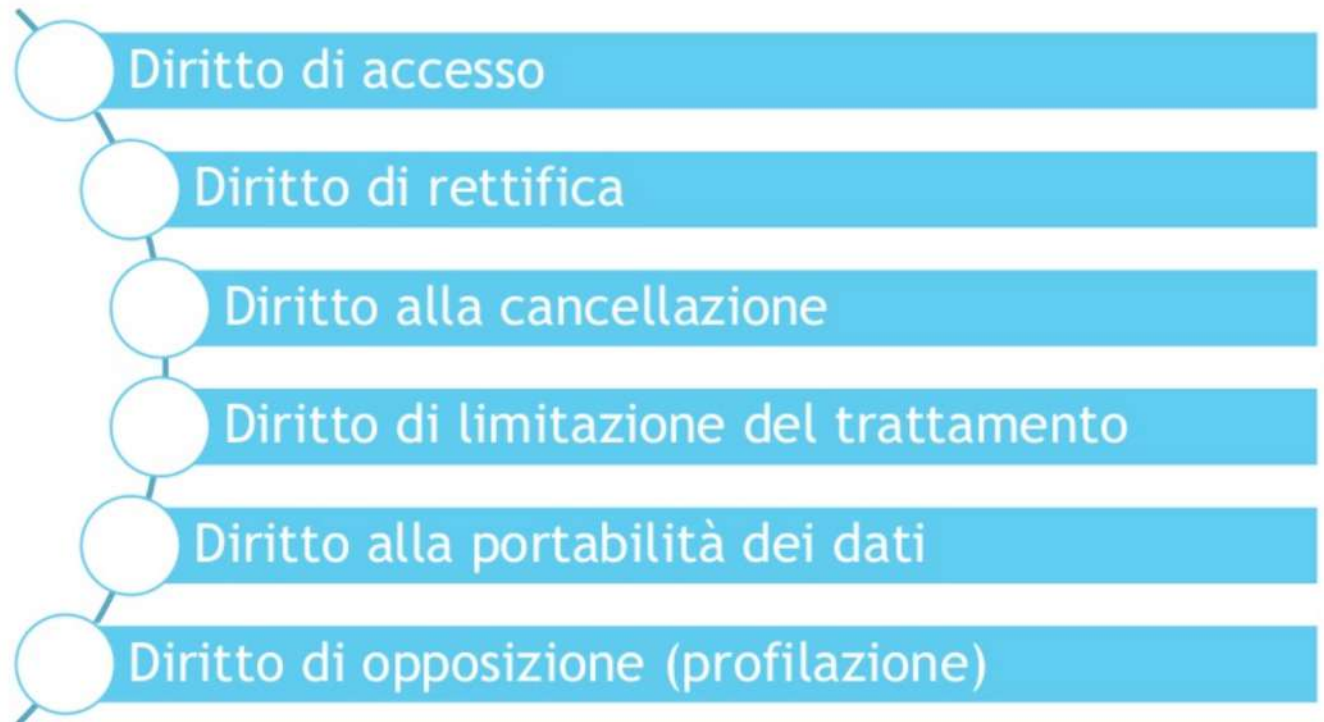 Diritto di accesso
Diritto di rettifica
Diritto alla cancellazione
Diritto di limitazione del trattamento
Diritto alla portabilità dei dati
Diritto di opposizione (profilazione)